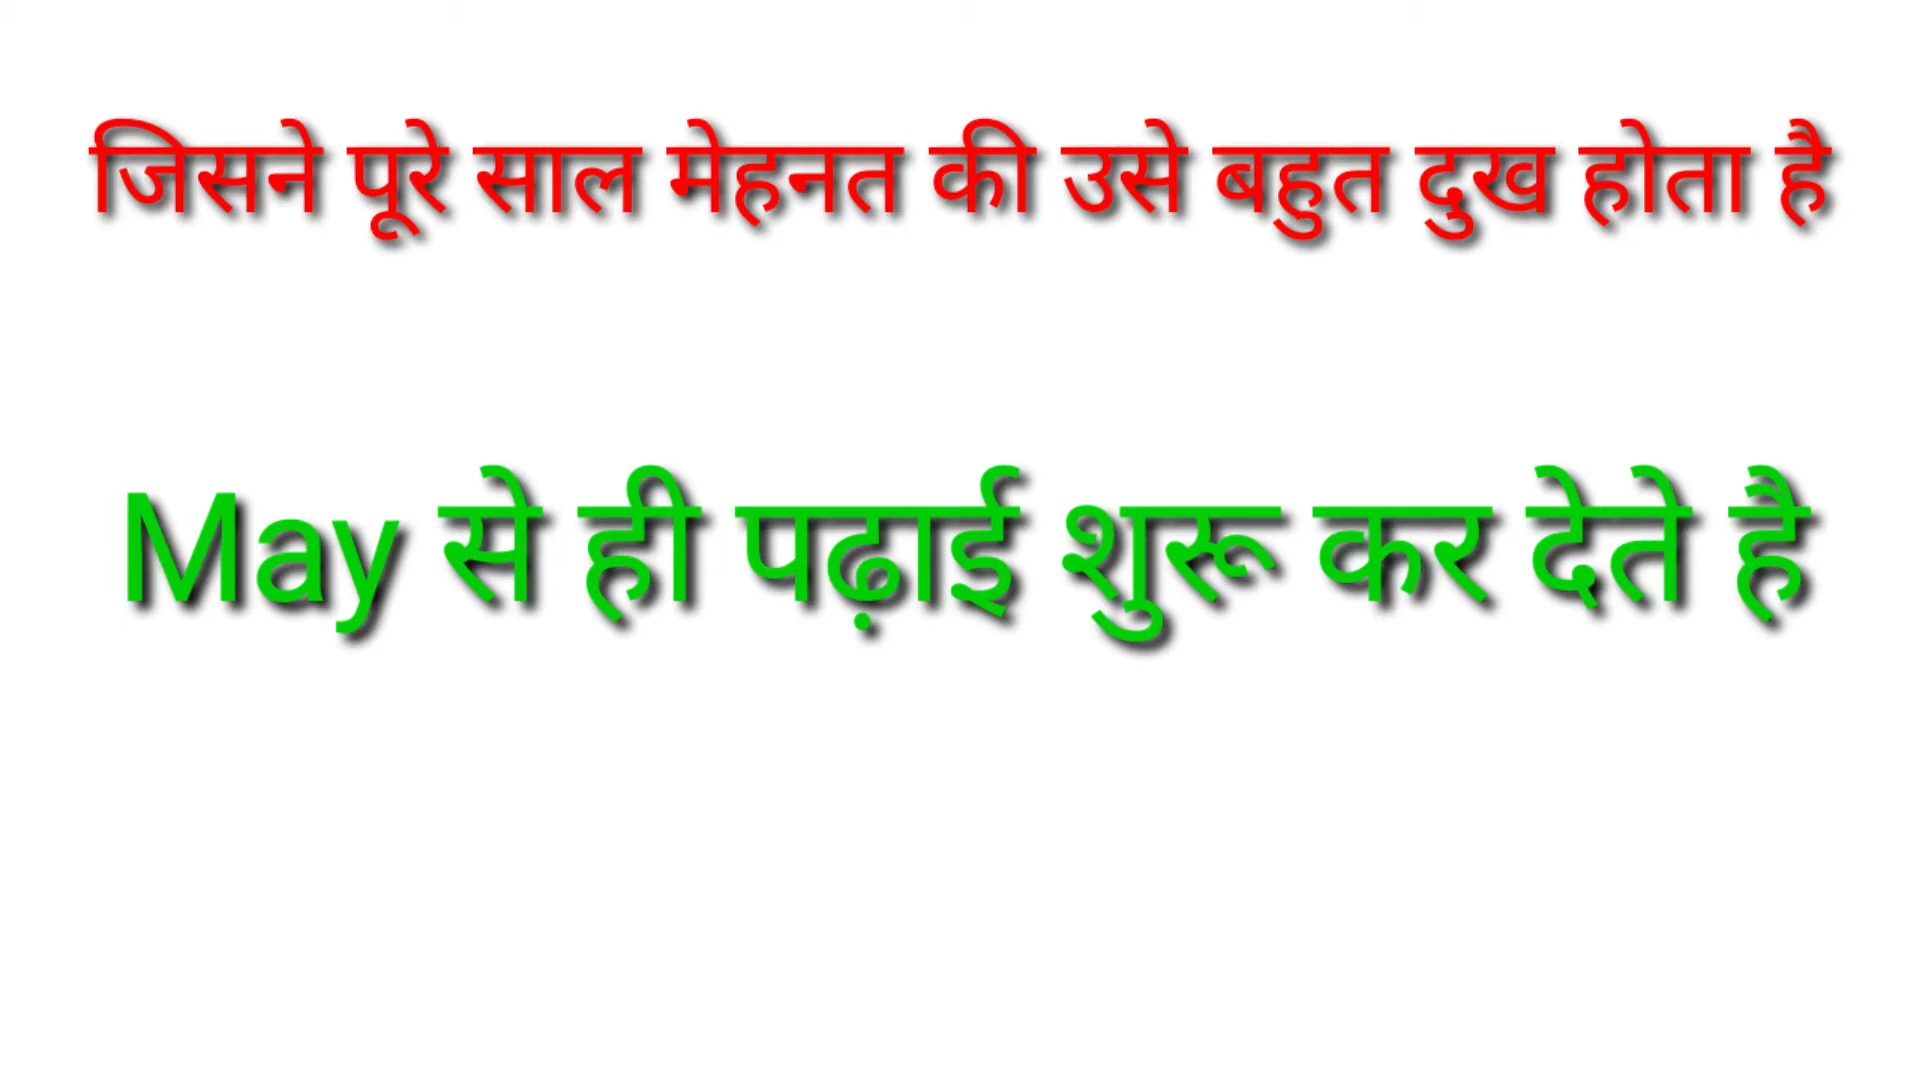 जिसने पूरे साल मेहनत की उसे बहुत दुख होता है
May से ही पढ़ाई शुरू कर देते है